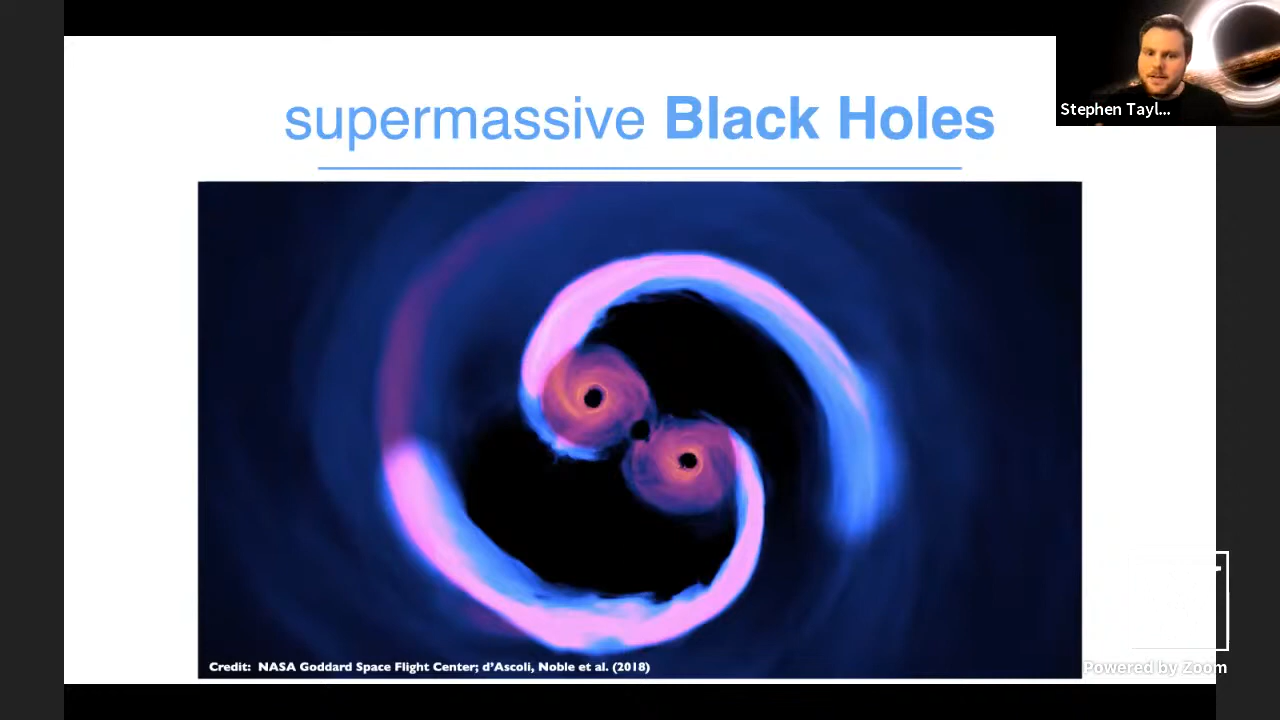 supermassive Black Holes
Stephen Tayl...
Credit: NASA Goddard Space Flight Center; d'Ascoli, Noble et al. (2018)
Powered by Zoom